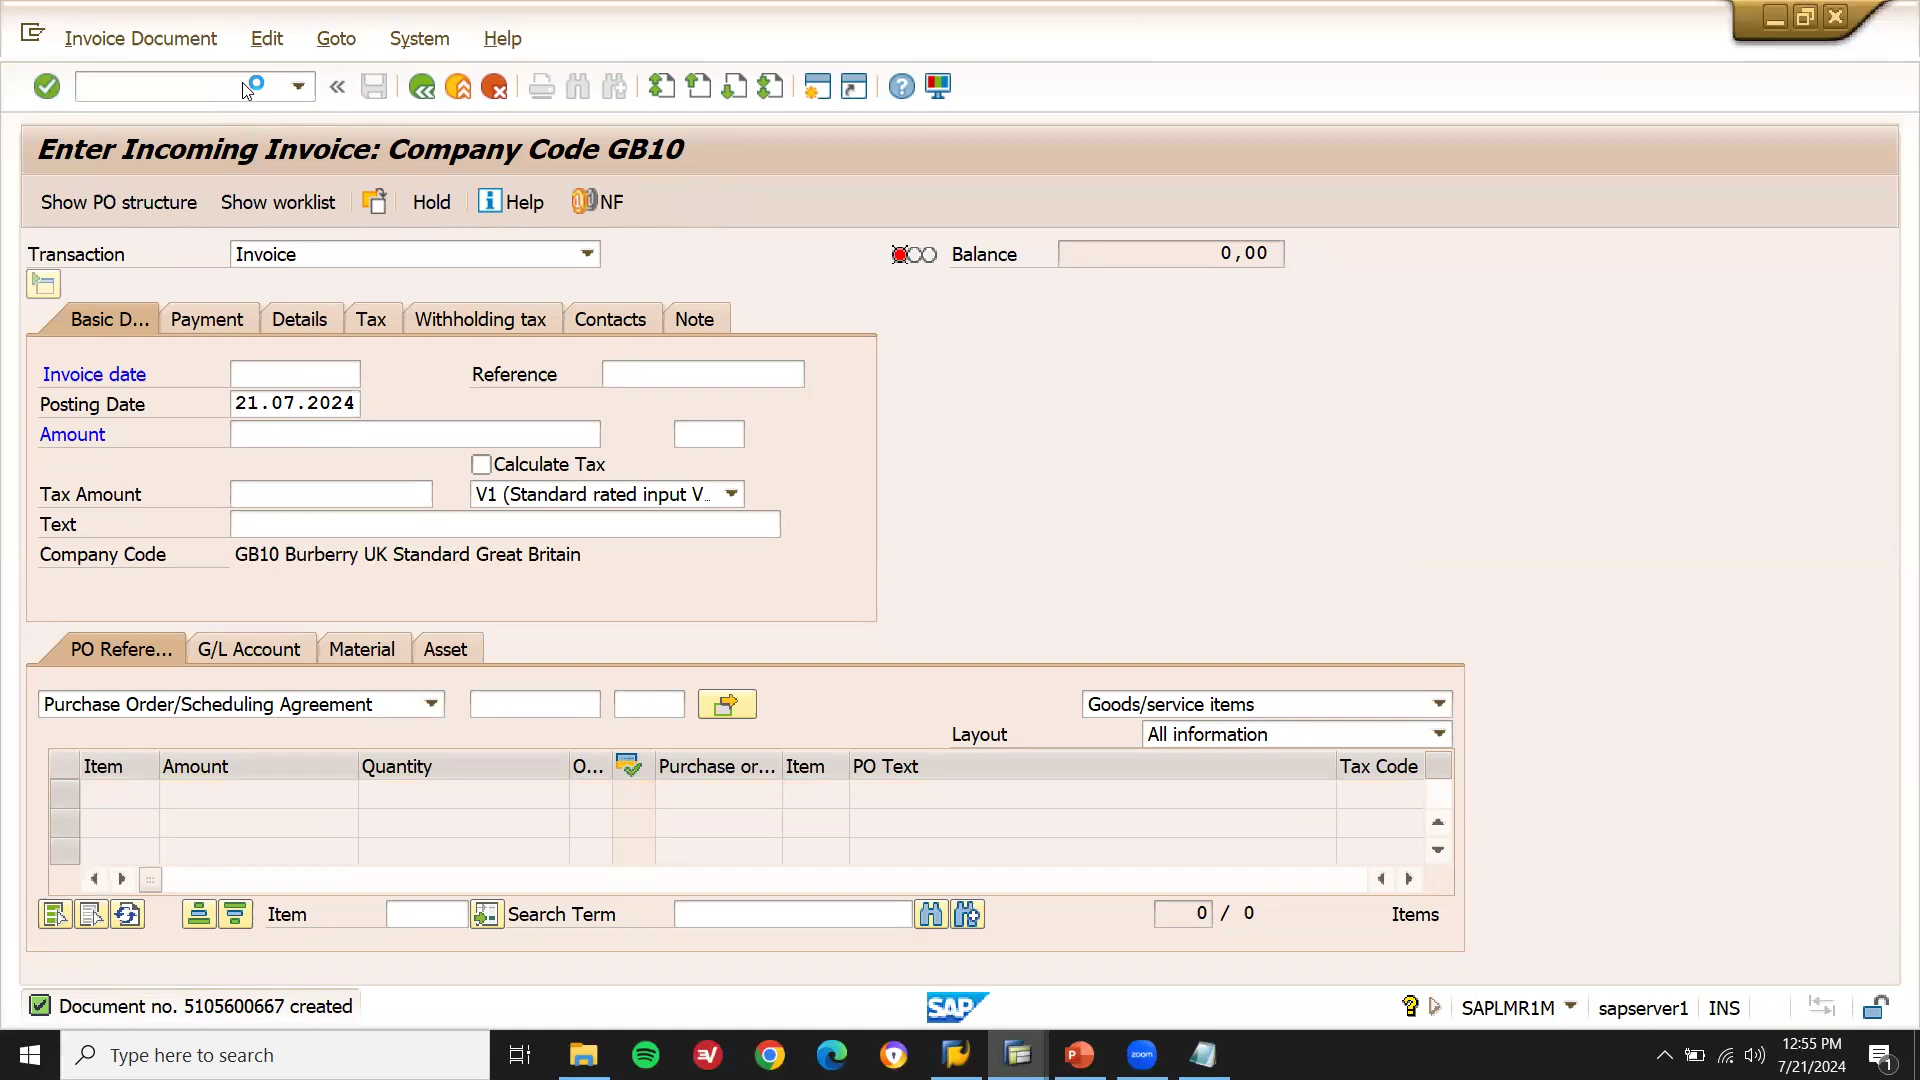 Invoice Document Edit Goto System Help
Enter Incoming Invoice: Company Code GB10
Show PO structure Show worklist Hold Help NF
Transaction Invoice Balance 0,00
Basic D... Payment Details Tax Withholding tax Contacts Note
Invoice date Reference
Posting Date 21.07.2024
Amount
Calculate Tax
Tax Amount V1 (Standard rated input V..
Text
Company Code GB10 Burberry UK Standard Great Britain
PO Refere... G/L Account Material Asset
Purchase Order/Scheduling Agreement Goods/service items
Layout All information
Item Amount Quantity O... Purchase or... Item PO Text Tax Code
Item Search Term 0 / 0 Items
Document no. 5105600667 created SAP SAPLMR1M sapserver1 INS
Type here to search zoom 12:55 PM
7/21/2024 1